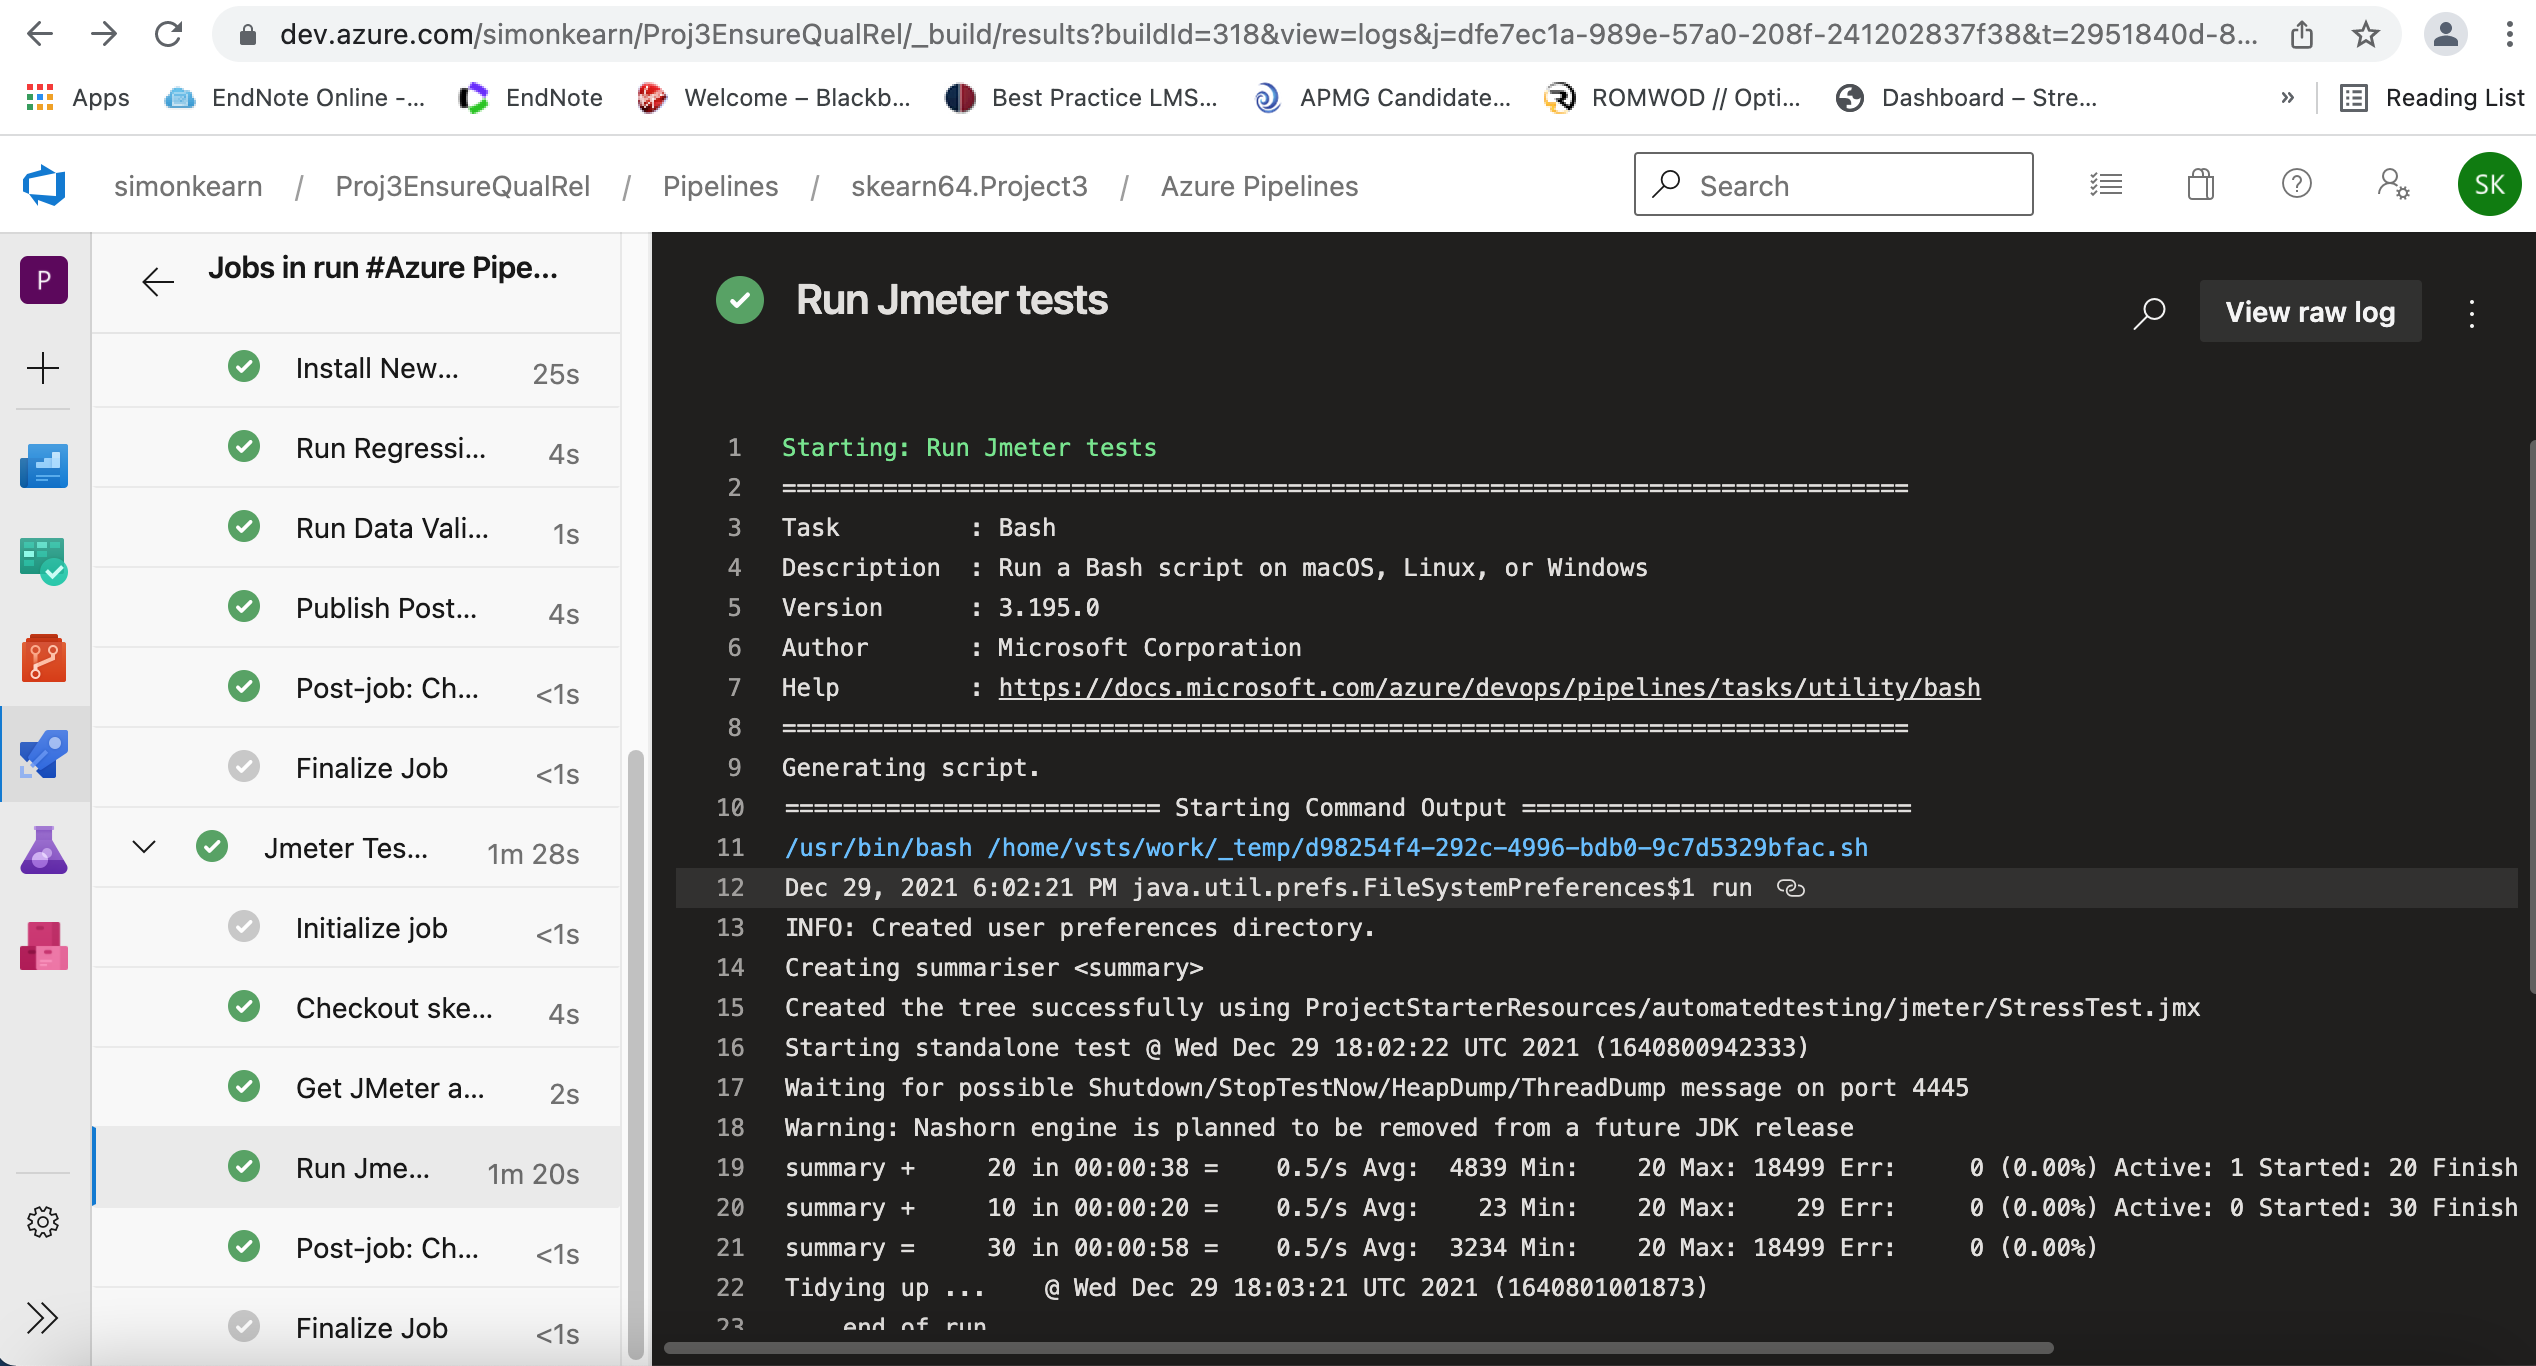 dev.azure.com/simonkearn/Proj3EnsureQualRel/_build/results?buildId=318&view=logs&j=dfe7ec1a-989e-57a0-208f-241202837f38&t=2951840d-8...
Apps EndNote Online -... EndNote Welcome – Blackb... Best Practice LMS... APMG Candidate... ROMWOD // Opti... Dashboard – Stre... » Reading List
simonkearn / Proj3EnsureQualRel / Pipelines / skearn64.Project3 / Azure Pipelines Search SK
P
Jobs in run #Azure Pipe...
Install New... 25s
Run Regressi... 4s
Run Data Vali... 1s
Publish Post... 4s
Post-job: Ch... <1s
Finalize Job <1s
Jmeter Tes... 1m 28s
Initialize job <1s
Checkout ske... 4s
Get JMeter a... 2s
Run Jme... 1m 20s
Post-job: Ch... <1s
Finalize Job <1s
Run Jmeter tests
View raw log
1 Starting: Run Jmeter tests
2 ==============================================================================
3 Task : Bash
4 Description : Run a Bash script on macOS, Linux, or Windows
5 Version : 3.195.0
6 Author : Microsoft Corporation
7 Help : https://docs.microsoft.com/azure/devops/pipelines/tasks/utility/bash
8 ==============================================================================
9 Generating script.
10 ========================== Starting Command Output ===========================
11 /usr/bin/bash /home/vsts/work/_temp/d98254f4-292c-4996-bdb0-9c7d5329bfac.sh
12 Dec 29, 2021 6:02:21 PM java.util.prefs.FileSystemPreferences$1 run
13 INFO: Created user preferences directory.
14 Creating summariser <summary>
15 Created the tree successfully using ProjectStarterResources/automatedtesting/jmeter/StressTest.jmx
16 Starting standalone test @ Wed Dec 29 18:02:22 UTC 2021 (1640800942333)
17 Waiting for possible Shutdown/StopTestNow/HeapDump/ThreadDump message on port 4445
18 Warning: Nashorn engine is planned to be removed from a future JDK release
19 summary + 20 in 00:00:38 = 0.5/s Avg: 4839 Min: 20 Max: 18499 Err: 0 (0.00%) Active: 1 Started: 20 Finish
20 summary + 10 in 00:00:20 = 0.5/s Avg: 23 Min: 20 Max: 29 Err: 0 (0.00%) Active: 0 Started: 30 Finish
21 summary = 30 in 00:00:58 = 0.5/s Avg: 3234 Min: 20 Max: 18499 Err: 0 (0.00%)
22 Tidying up ... @ Wed Dec 29 18:03:21 UTC 2021 (1640801001873)
23 end of run